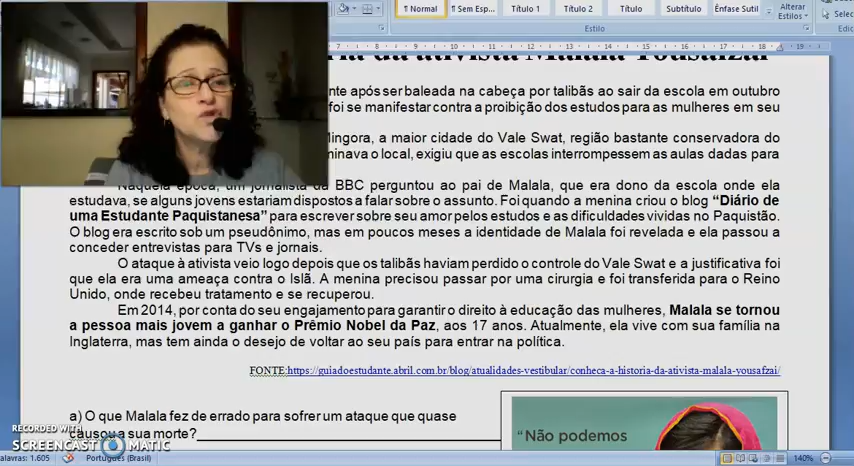 ¶ Normal
¶ Sem Esp...
Título 1
Título 2
Título
Subtítulo
Ênfase Sutil
Alterar
Estilos
Estilo
da ativista Malala Yousafzai
nte após ser baleada na cabeça por talibãs ao sair da escola em outubro
foi se manifestar contra a proibição dos estudos para as mulheres em seu
Mingora, a maior cidade do Vale Swat, região bastante conservadora do
minava o local, exigiu que as escolas interrompessem as aulas dadas para
Naquela época, um jornalista da BBC perguntou ao pai de Malala, que era dono da escola onde ela
estudava, se alguns jovens estariam dispostos a falar sobre o assunto. Foi quando a menina criou o blog “Diário de
uma Estudante Paquistanesa” para escrever sobre seu amor pelos estudos e as dificuldades vividas no Paquistão.
O blog era escrito sob um pseudônimo, mas em poucos meses a identidade de Malala foi revelada e ela passou a
conceder entrevistas para TVs e jornais.
O ataque à ativista veio logo depois que os talibãs haviam perdido o controle do Vale Swat e a justificativa foi
que ela era uma ameaça contra o Islã. A menina precisou passar por uma cirurgia e foi transferida para o Reino
Unido, onde recebeu tratamento e se recuperou.
Em 2014, por conta do seu engajamento para garantir o direito à educação das mulheres, Malala se tornou
a pessoa mais jovem a ganhar o Prêmio Nobel da Paz, aos 17 anos. Atualmente, ela vive com sua família na
Inglaterra, mas tem ainda o desejo de voltar ao seu país para entrar na política.
FONTE:https://guiadoestudante.abril.com.br/blog/atualidades-vestibular/conheca-a-historia-da-ativista-malala-yousafzai/
a) O que Malala fez de errado para sofrer um ataque que quase
causou a sua morte?
“Não podemos
RECORDED WITH
SCREENCAST MATIC
alavras: 1.605
Português (Brasil)
140%